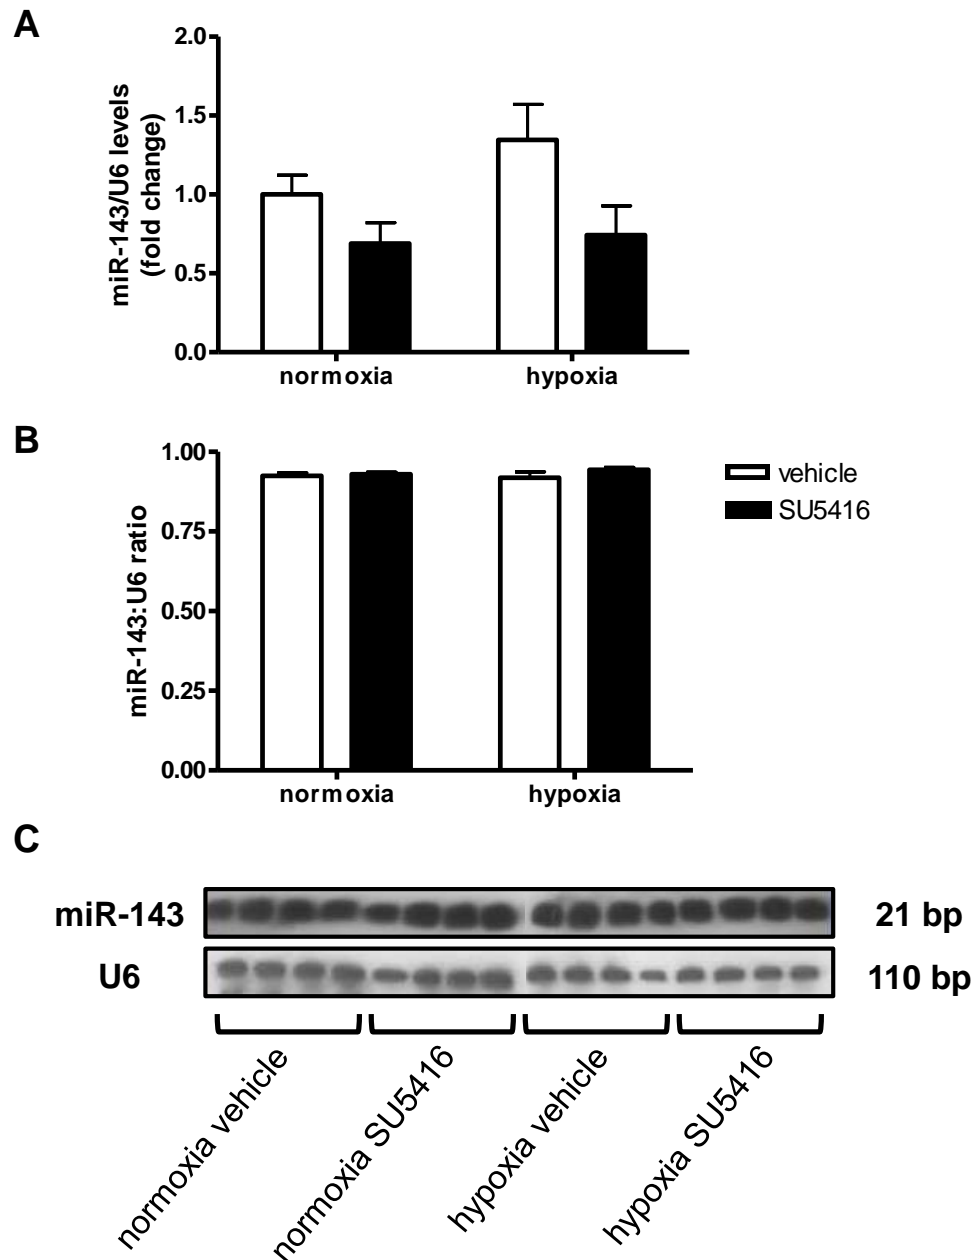 A
miR-143/U6 levels
(fold change)
2.0
1.5
1.0
0.5
0.0
normoxia
hypoxia
B
miR-143:U6 ratio
1.00
0.75
0.50
0.25
0.00
normoxia
hypoxia
vehicle
SU5416
C
miR-143
21 bp
U6
110 bp
normoxia vehicle
normoxia SU5416
hypoxia vehicle
hypoxia SU5416